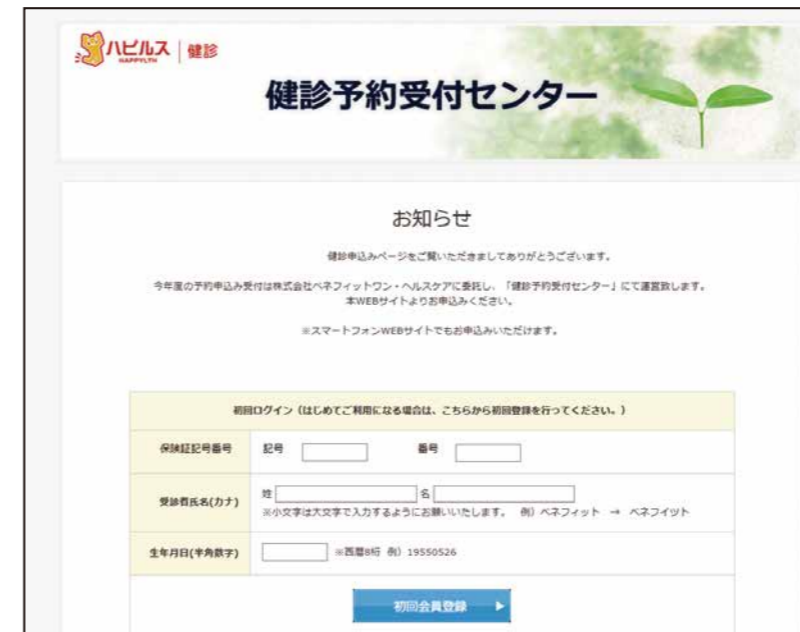 ハピルス 健診
HAPPYLTH
健診予約受付センター
お知らせ
健診申込みページをご覧いただきましてありがとうございます。
今年度の予約申込み受付は株式会社ベネフィットワン・ヘルスケアに委託し、「健診予約受付センター」にて運営致します。
本WEBサイトよりお申込みください。
※スマートフォンWEBサイトでもお申込みいただけます。
初回ログイン（はじめてご利用になる場合は、こちらから初回登録を行ってください。）
保険証記号番号 記号 番号
受診者氏名(カナ) 姓 名
※小文字は大文字で入力するようにお願いいたします。 例）ベネフィット → ベネフイツト
生年月日(半角数字) ※西暦8桁 例）19550526
初回会員登録